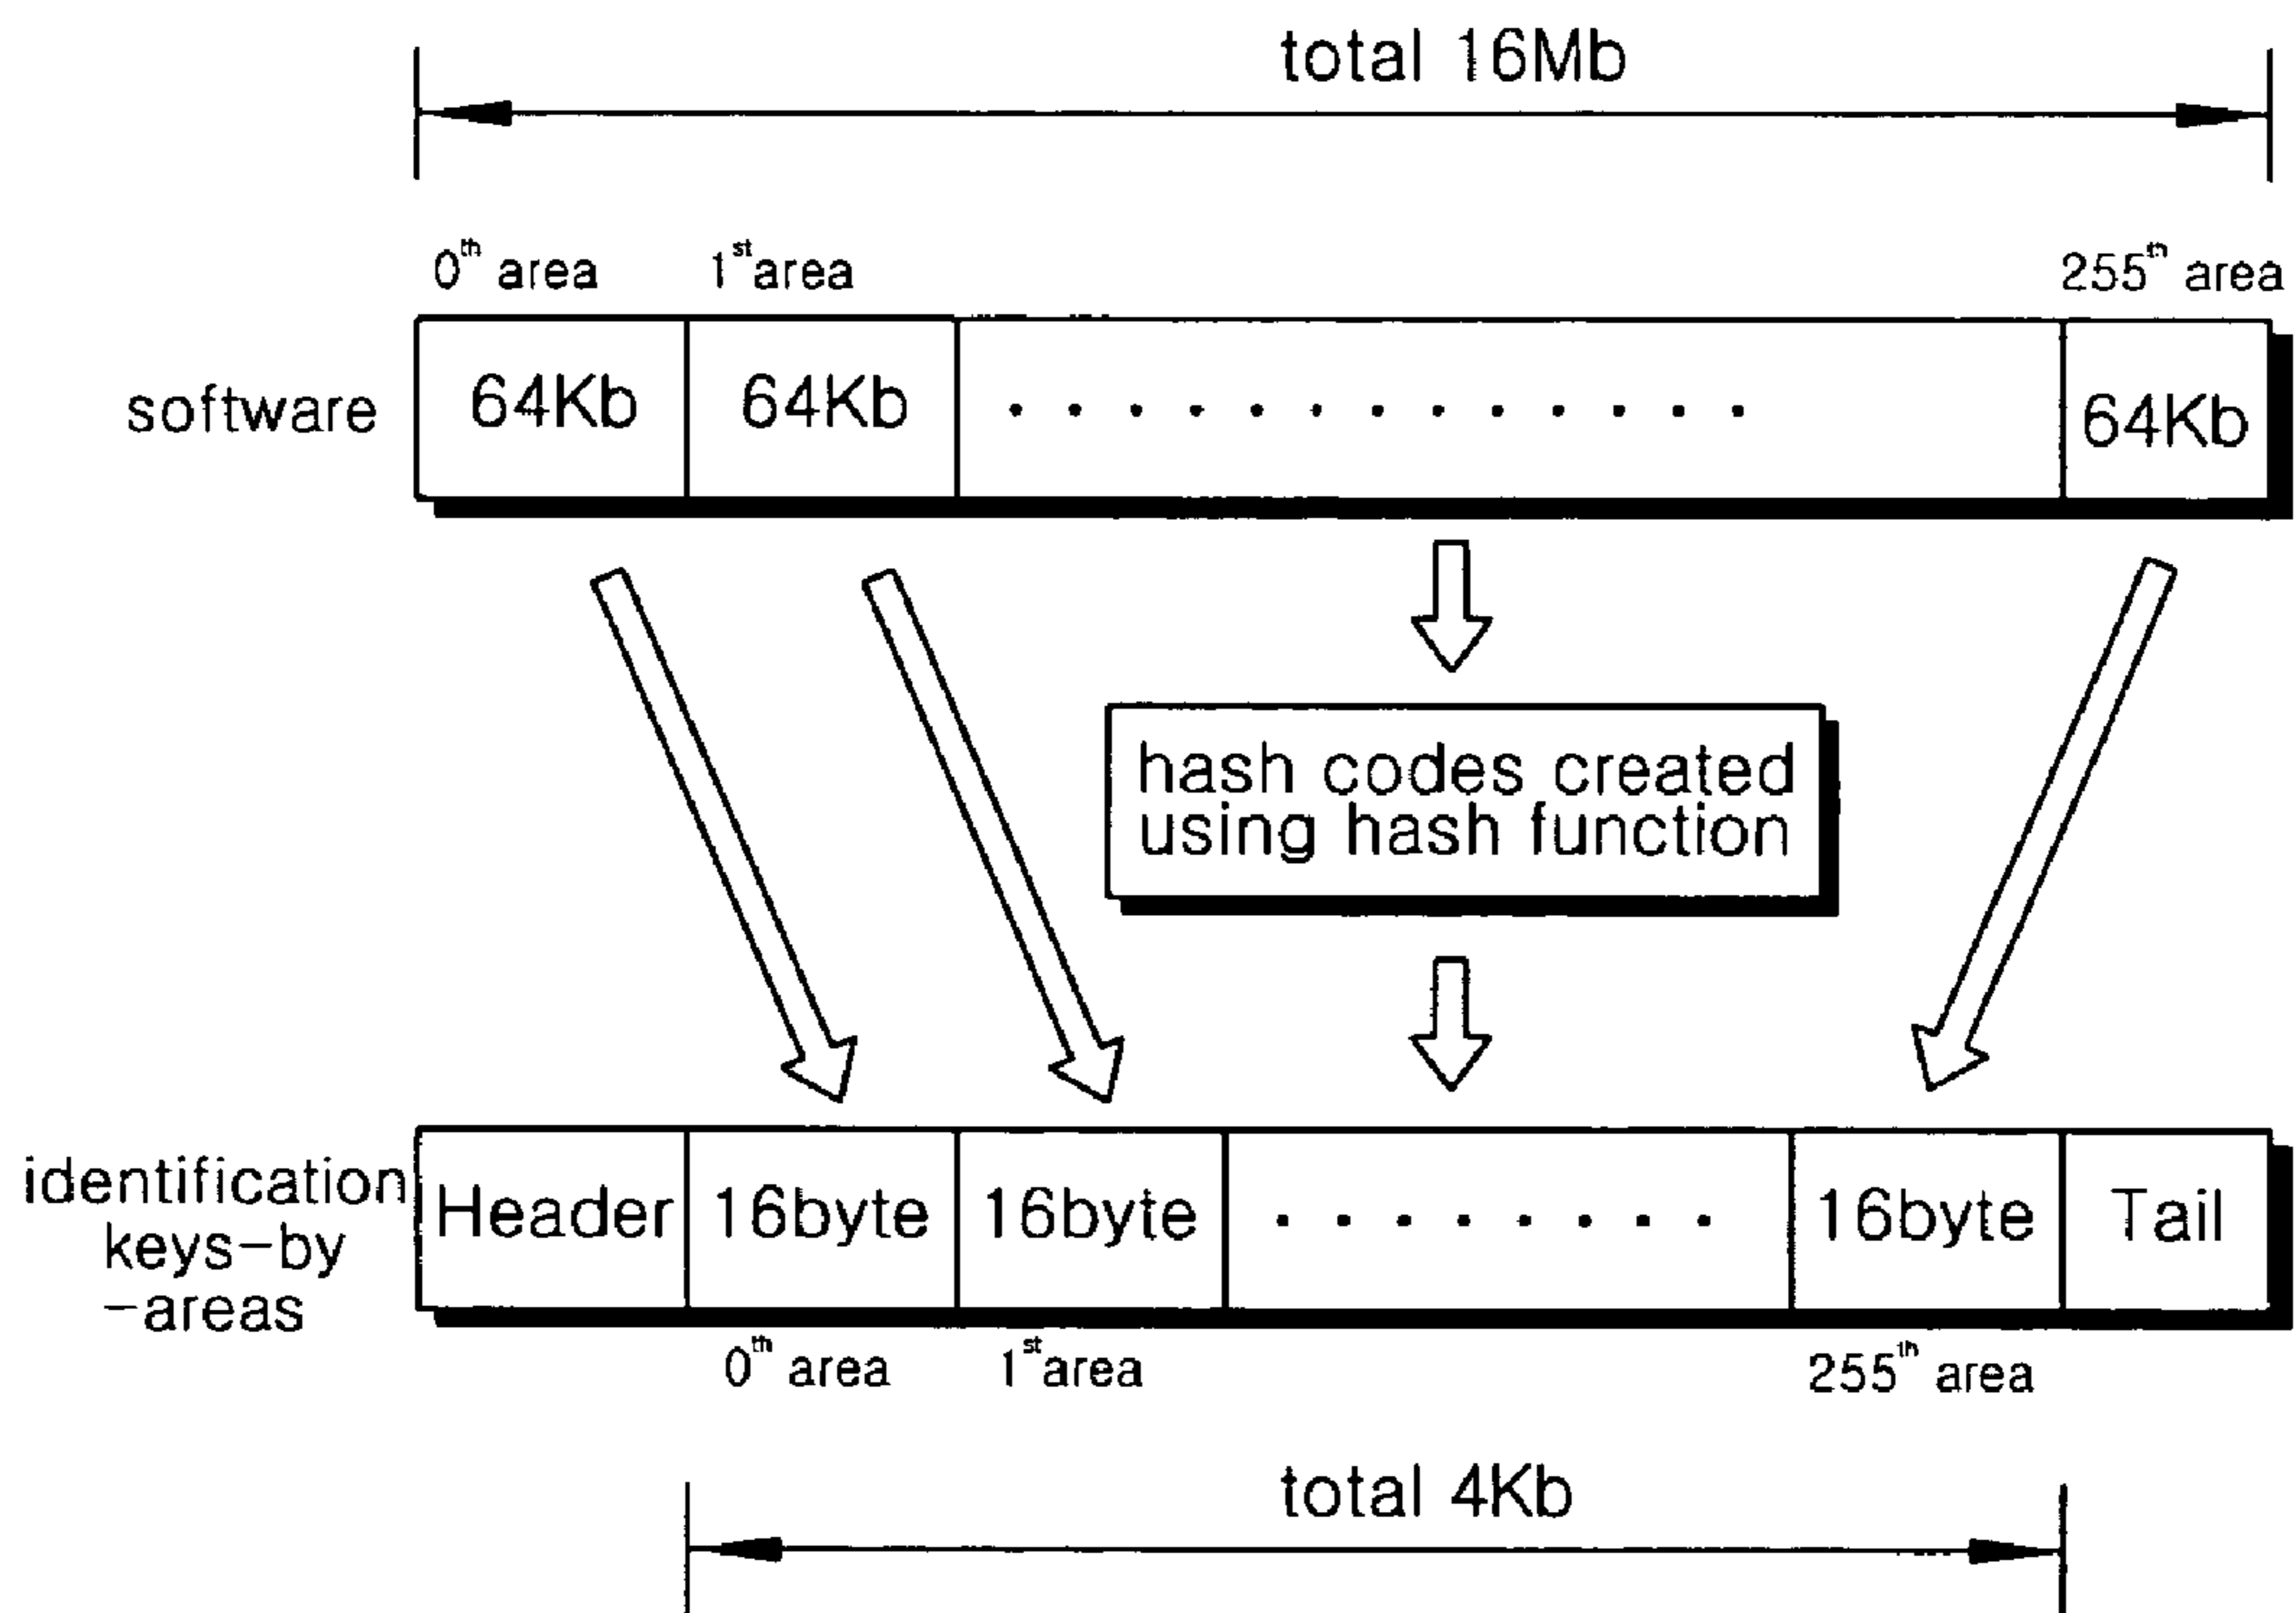 total 16Mb
0th area
1st area
255th area
software
64Kb
64Kb
. . . . . . . . . . . . .
64Kb
hash codes created
using hash function
identification
keys-by
-areas
Header
16byte
16byte
. . . . . . . .
16byte
Tail
0th area
1st area
255th area
total 4Kb